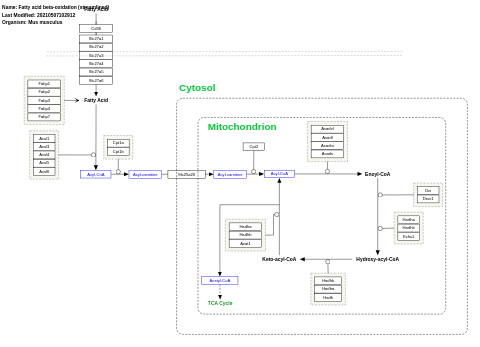 Name: Fatty acid beta-oxidation (streamlined)
Fatty Acid
Last Modified: 20210507102912
Organism: Mus musculus
Cd36
Slc27a1
Slc27a2
Slc27a3
Slc27a4
Slc27a5
Slc27a6
Fabp1
Fabp2
Fabp3
Fabp4
Fabp7
Fatty Acid
Cytosol
Mitochondrion
Acsl1
Acsl3
Acsl4
Acsl5
Acsl6
Cpt1a
Cpt1b
Cpt2
Acadvl
Acadl
Acadm
Acads
Acyl-CoA
Acylcarnitine
Slc25a20
Acylcarnitine
Acyl-CoA
Enoyl-CoA
Dci
Decr1
Hadha
Hadhb
Echs1
Hadha
Hadhb
Acat1
Keto-acyl-CoA
Hydroxy-acyl-CoA
Acetyl-CoA
Hadhb
Hadha
Hadh
TCA Cycle